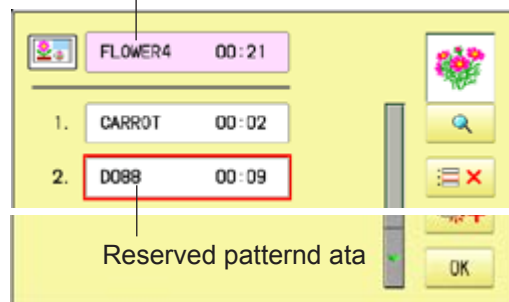 FLOWER4 00:21
1. CARROT 00:02
2. D088 00:09
Reserved patternd ata
OK